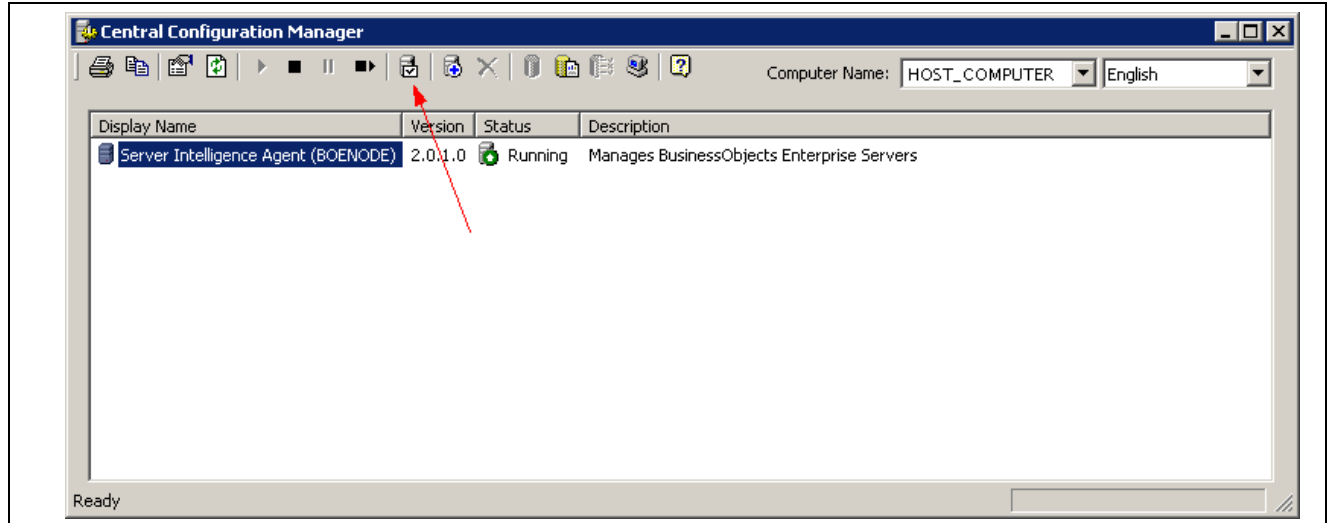 Central Configuration Manager
Computer Name: HOST_COMPUTER English
Display Name Version Status Description
Server Intelligence Agent (BOENODE) 2.0.1.0 Running Manages BusinessObjects Enterprise Servers
Ready